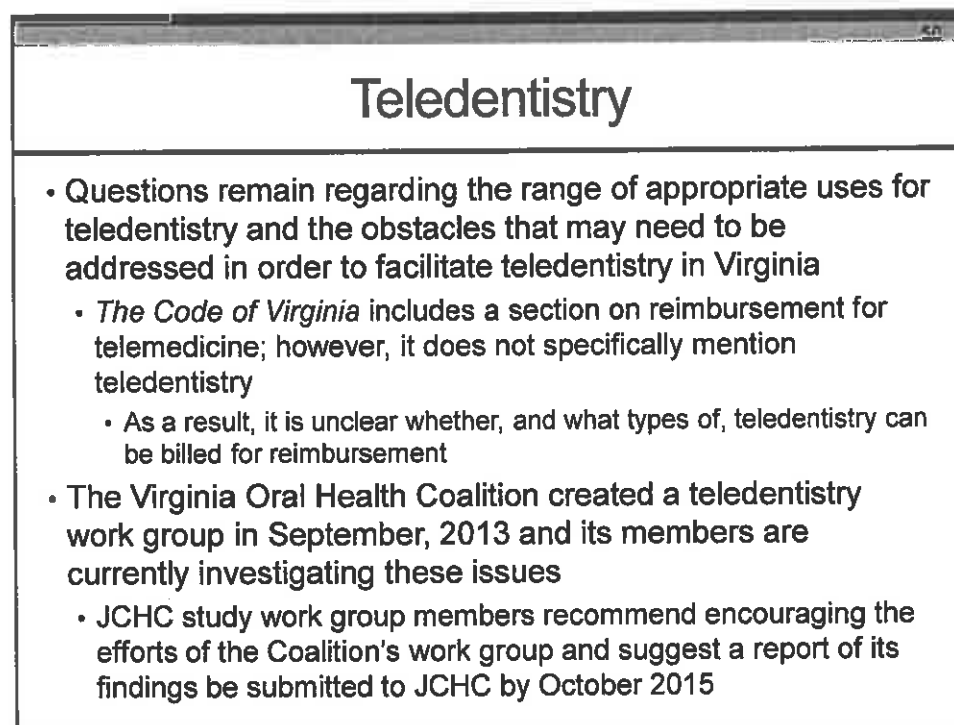 50
Teledentistry
• Questions remain regarding the range of appropriate uses for
teledentistry and the obstacles that may need to be
addressed in order to facilitate teledentistry in Virginia
• The Code of Virginia includes a section on reimbursement for
telemedicine; however, it does not specifically mention
teledentistry
• As a result, it is unclear whether, and what types of, teledentistry can
be billed for reimbursement
• The Virginia Oral Health Coalition created a teledentistry
work group in September, 2013 and its members are
currently investigating these issues
• JCHC study work group members recommend encouraging the
efforts of the Coalition's work group and suggest a report of its
findings be submitted to JCHC by October 2015